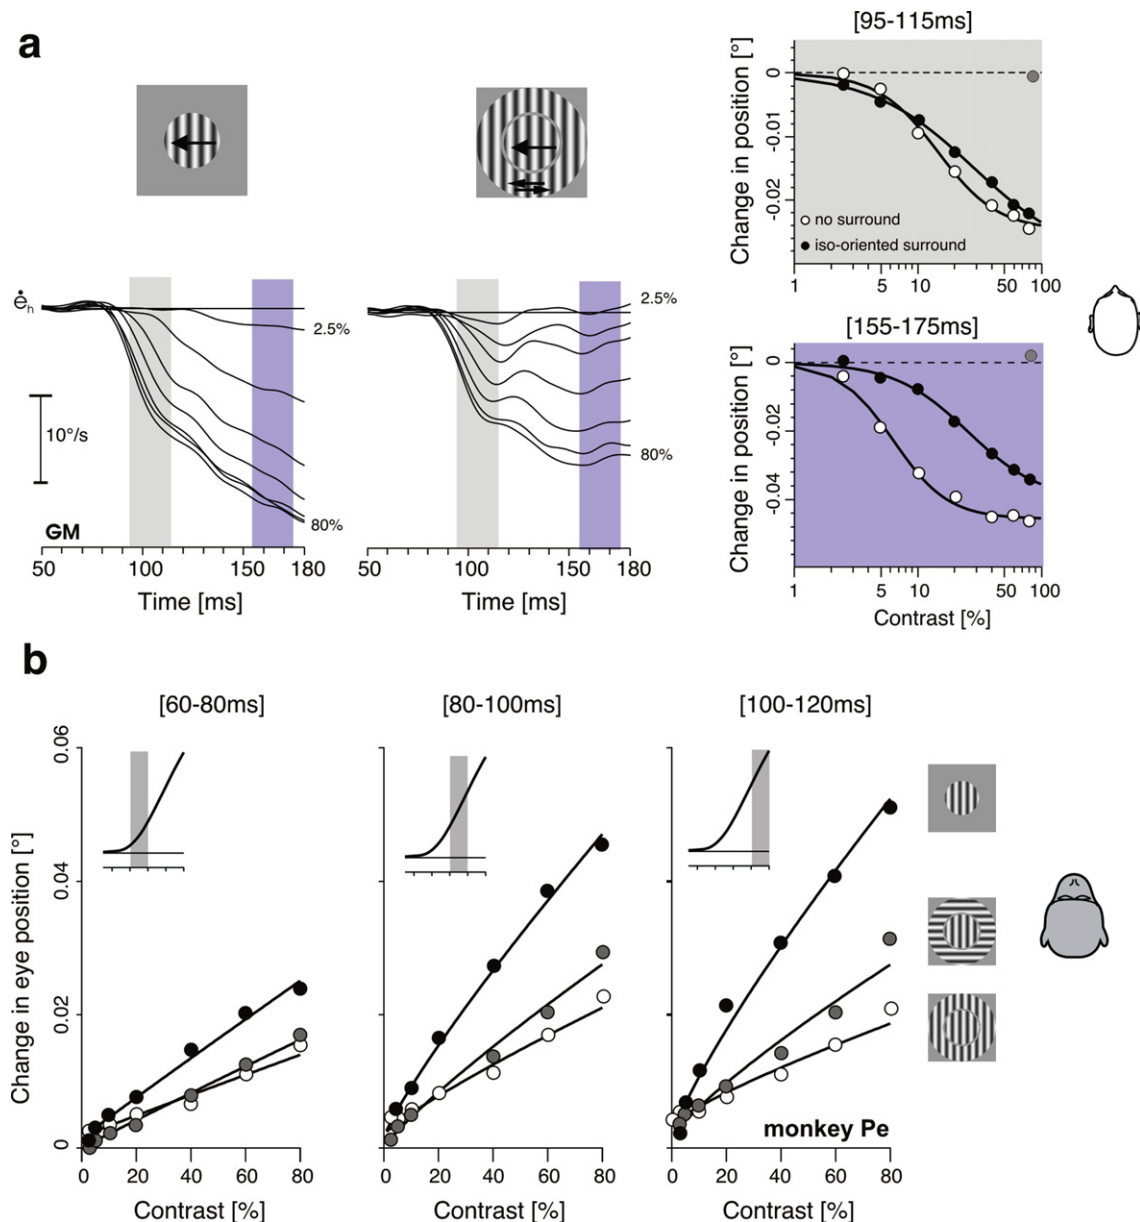 a
[95-115ms]
Change in position [°]
0
-0.01
-0.02
no surround
iso-oriented surround
1 5 10 50 100
ėh
2.5%
2.5%
10°/s
80%
80%
GM
50 100 150 180
50 100 150 180
Time [ms]
Time [ms]
[155-175ms]
Change in position [°]
0
-0.02
-0.04
1 5 10 50 100
Contrast [%]
b
[60-80ms] [80-100ms] [100-120ms]
Change in eye position [°]
0.06
0.04
0.02
0
monkey Pe
0 20 40 60 80
0 20 40 60 80
0 20 40 60 80
Contrast [%]
Contrast [%]
Contrast [%]